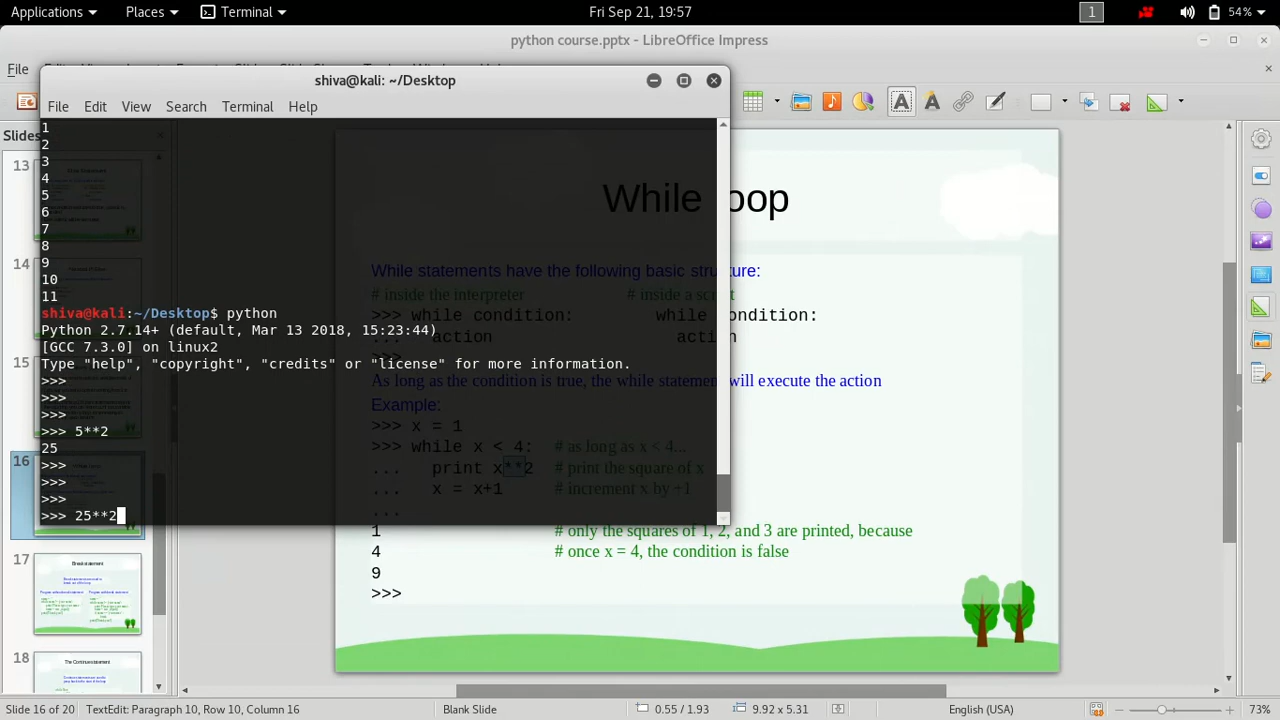 Applications Places Terminal Fri Sep 21, 19:57 1 54%
python course.pptx - LibreOffice Impress
File
shiva@kali: ~/Desktop
File Edit View Search Terminal Help
Slides
1
2
3
4
5
6
7
8
9
10
11
shiva@kali:~/Desktop$ python
Python 2.7.14+ (default, Mar 13 2018, 15:23:44)
[GCC 7.3.0] on linux2
Type "help", "copyright", "credits" or "license" for more information.
>>>
>>>
>>>
>>> 5**2
25
>>>
>>>
>>>
>>> 25**2
13
14
15
16
17
Break statement
18
The Continue statement
While loop
While statements have the following basic structure:
# inside the interpreter # inside a script
>>> while condition: while condition:
... action action
>>>
As long as the condition is true, the while statement will execute the action
Example:
>>> x = 1
>>> while x < 4: # as long as x < 4...
... print x**2 # print the square of x
... x = x+1 # increment x by +1
...
1 # only the squares of 1, 2, and 3 are printed, because
4 # once x = 4, the condition is false
9
>>>
Slide 16 of 20 TextEdit: Paragraph 10, Row 10, Column 16 Blank Slide 0.55 / 1.93 9.92 x 5.31 English (USA) 73%